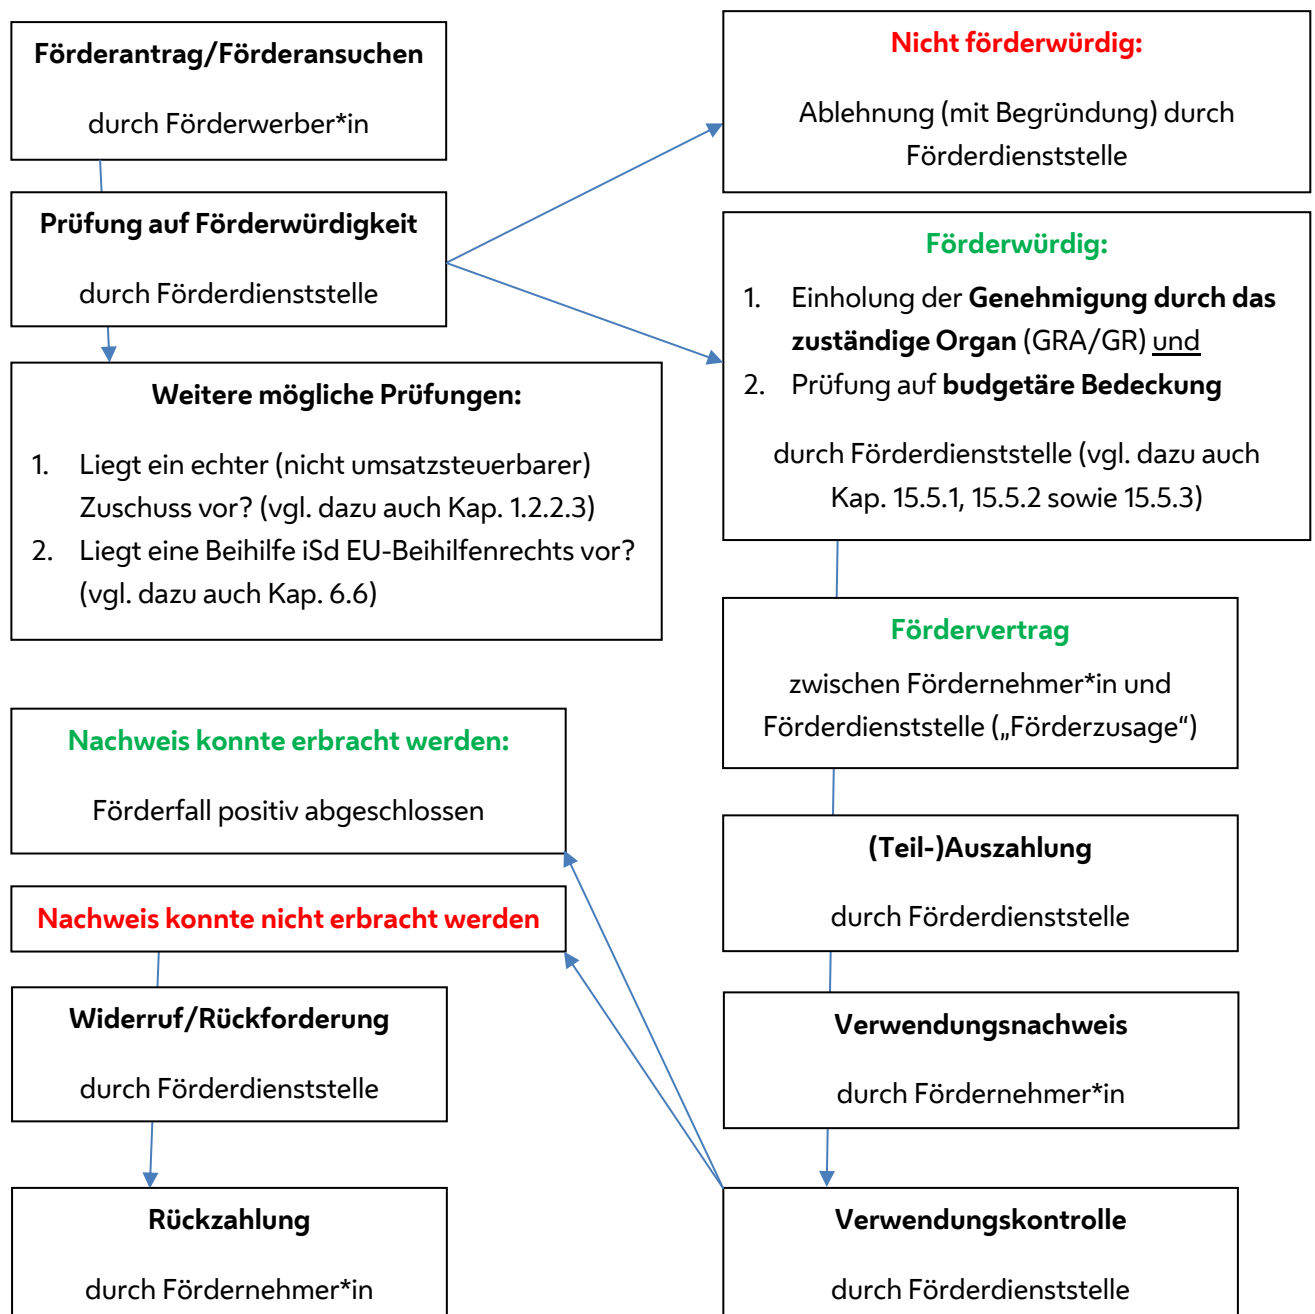 Förderantrag/Förderansuchen
durch Förderwerber*in
Prüfung auf Förderwürdigkeit
durch Förderdienststelle
Weitere mögliche Prüfungen:
1. Liegt ein echter (nicht umsatzsteuerbarer)
Zuschuss vor? (vgl. dazu auch Kap. 1.2.2.3)
2. Liegt eine Beihilfe iSd EU-Beihilfenrechts vor?
(vgl. dazu auch Kap. 6.6)
Nicht förderwürdig:
Ablehnung (mit Begründung) durch
Förderdienststelle
Förderwürdig:
1. Einholung der Genehmigung durch das
zuständige Organ (GRA/GR) und
2. Prüfung auf budgetäre Bedeckung
durch Förderdienststelle (vgl. dazu auch
Kap. 15.5.1, 15.5.2 sowie 15.5.3)
Fördervertrag
zwischen Fördernehmer*in und
Förderdienststelle („Förderzusage“)
(Teil-)Auszahlung
durch Förderdienststelle
Verwendungsnachweis
durch Fördernehmer*in
Verwendungskontrolle
durch Förderdienststelle
Nachweis konnte erbracht werden:
Förderfall positiv abgeschlossen
Nachweis konnte nicht erbracht werden
Widerruf/Rückforderung
durch Förderdienststelle
Rückzahlung
durch Fördernehmer*in